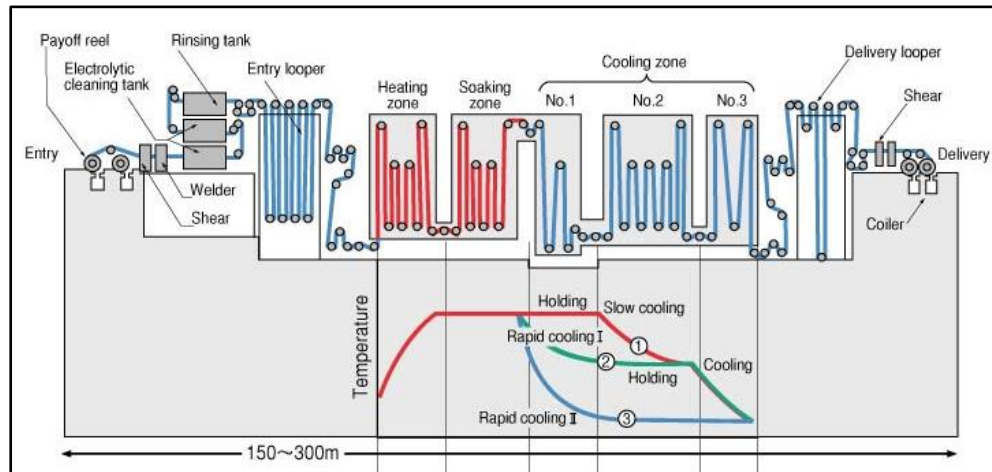 Payoff reel
Rinsing tank
Electrolytic
cleaning tank
Entry looper
Heating
zone
Soaking
zone
Cooling zone
No.1
No.2
No.3
Delivery looper
Shear
Entry
Delivery
Welder
Shear
Coiler
Temperature
Holding
Slow cooling
Rapid cooling Ⅰ
①
②
Holding
Cooling
Rapid cooling Ⅱ
③
150～300m